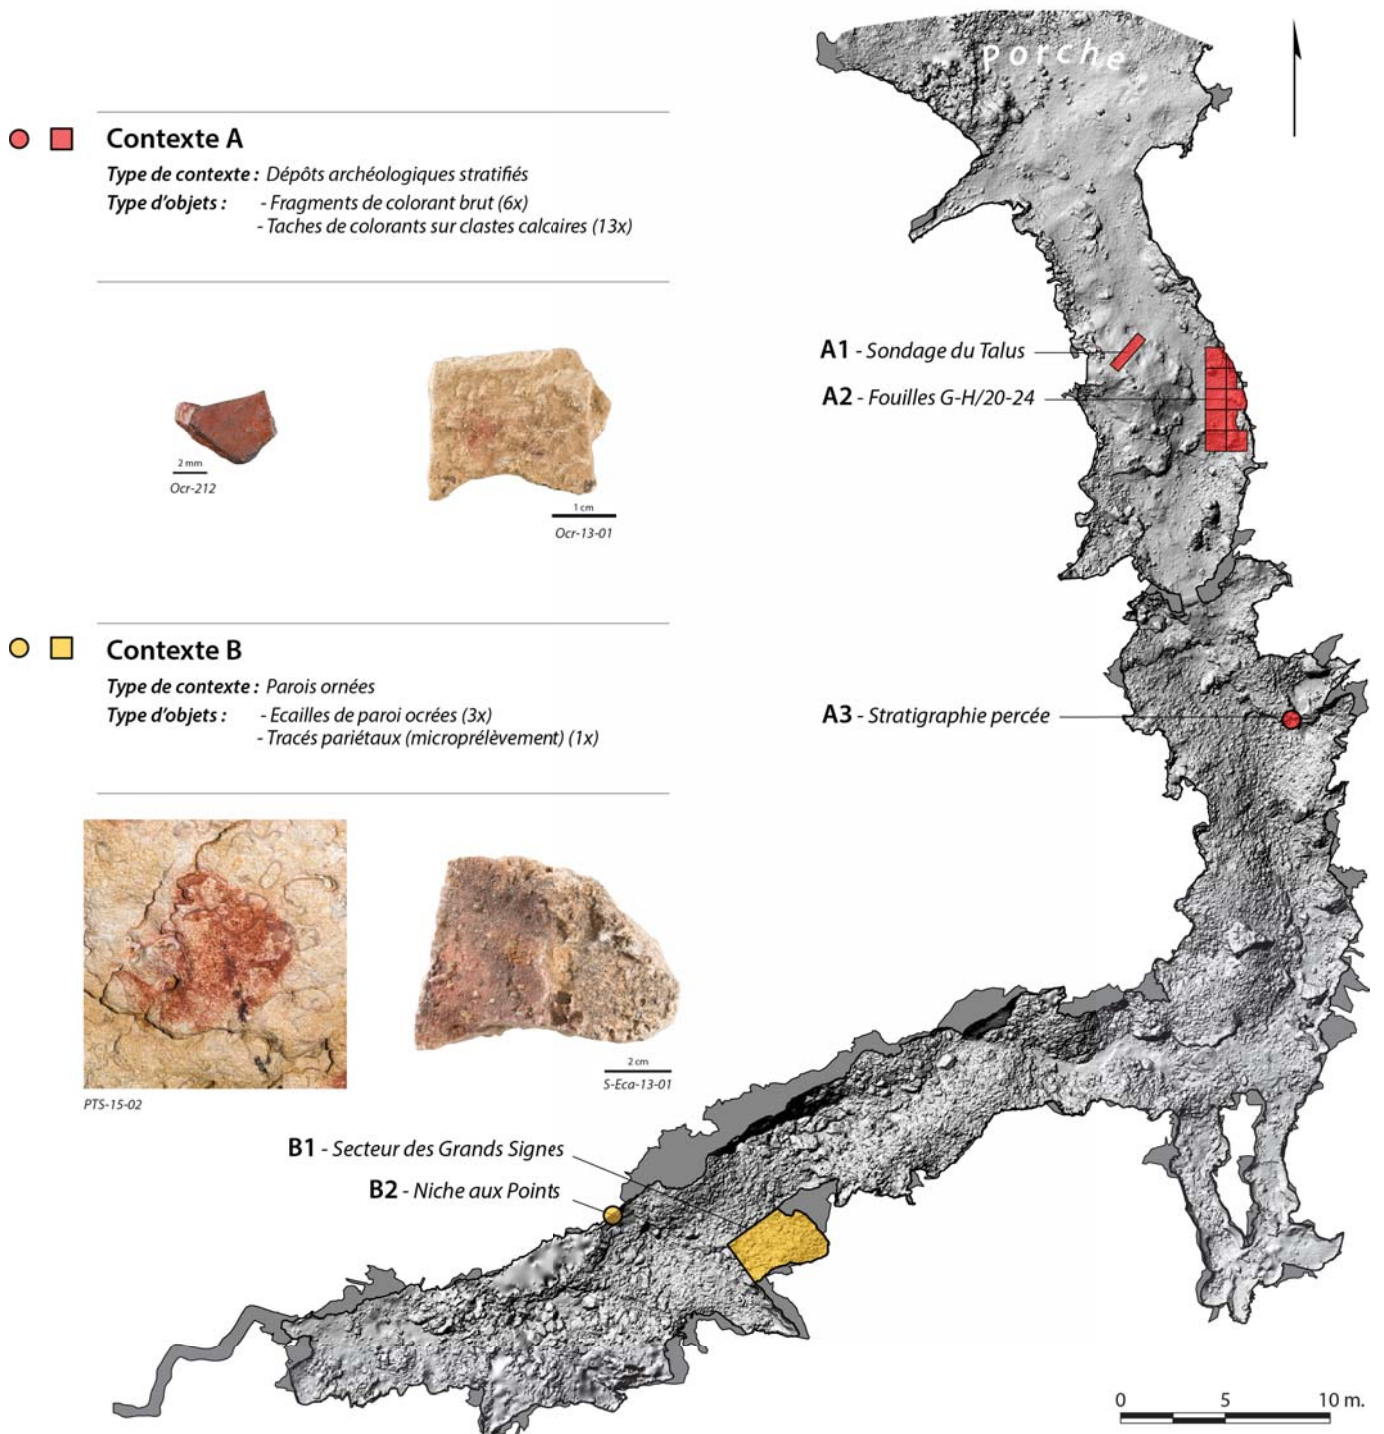 porche
Contexte A
Type de contexte : Dépôts archéologiques stratifiés
Type d'objets : - Fragments de colorant brut (6x)
- Taches de colorants sur clastes calcaires (13x)
A1 - Sondage du Talus
A2 - Fouilles G-H/20-24
2 mm
Ocr-212
1 cm
Ocr-13-01
Contexte B
Type de contexte : Parois ornées
Type d'objets : - Ecailles de paroi ocrées (3x)
- Tracés pariétaux (microprélèvement) (1x)
A3 - Stratigraphie percée
2 cm
S-Eca-13-01
PTS-15-02
B1 - Secteur des Grands Signes
B2 - Niche aux Points
0 5 10 m.